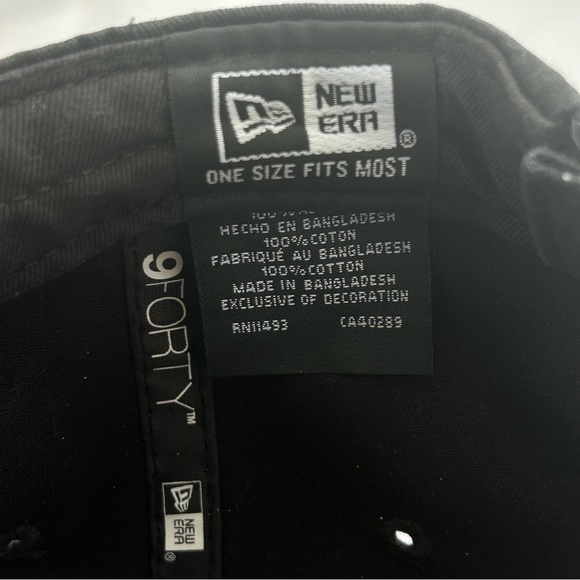 NEW
ERA®
ONE SIZE FITS MOST
HECHO EN BANGLADESH
100% COTON
FABRIQUÉ AU BANGLADESH
100% COTTON
MADE IN BANGLADESH
EXCLUSIVE OF DECORATION
RN11493 CA40289
9FORTY™
NEW
ERA®